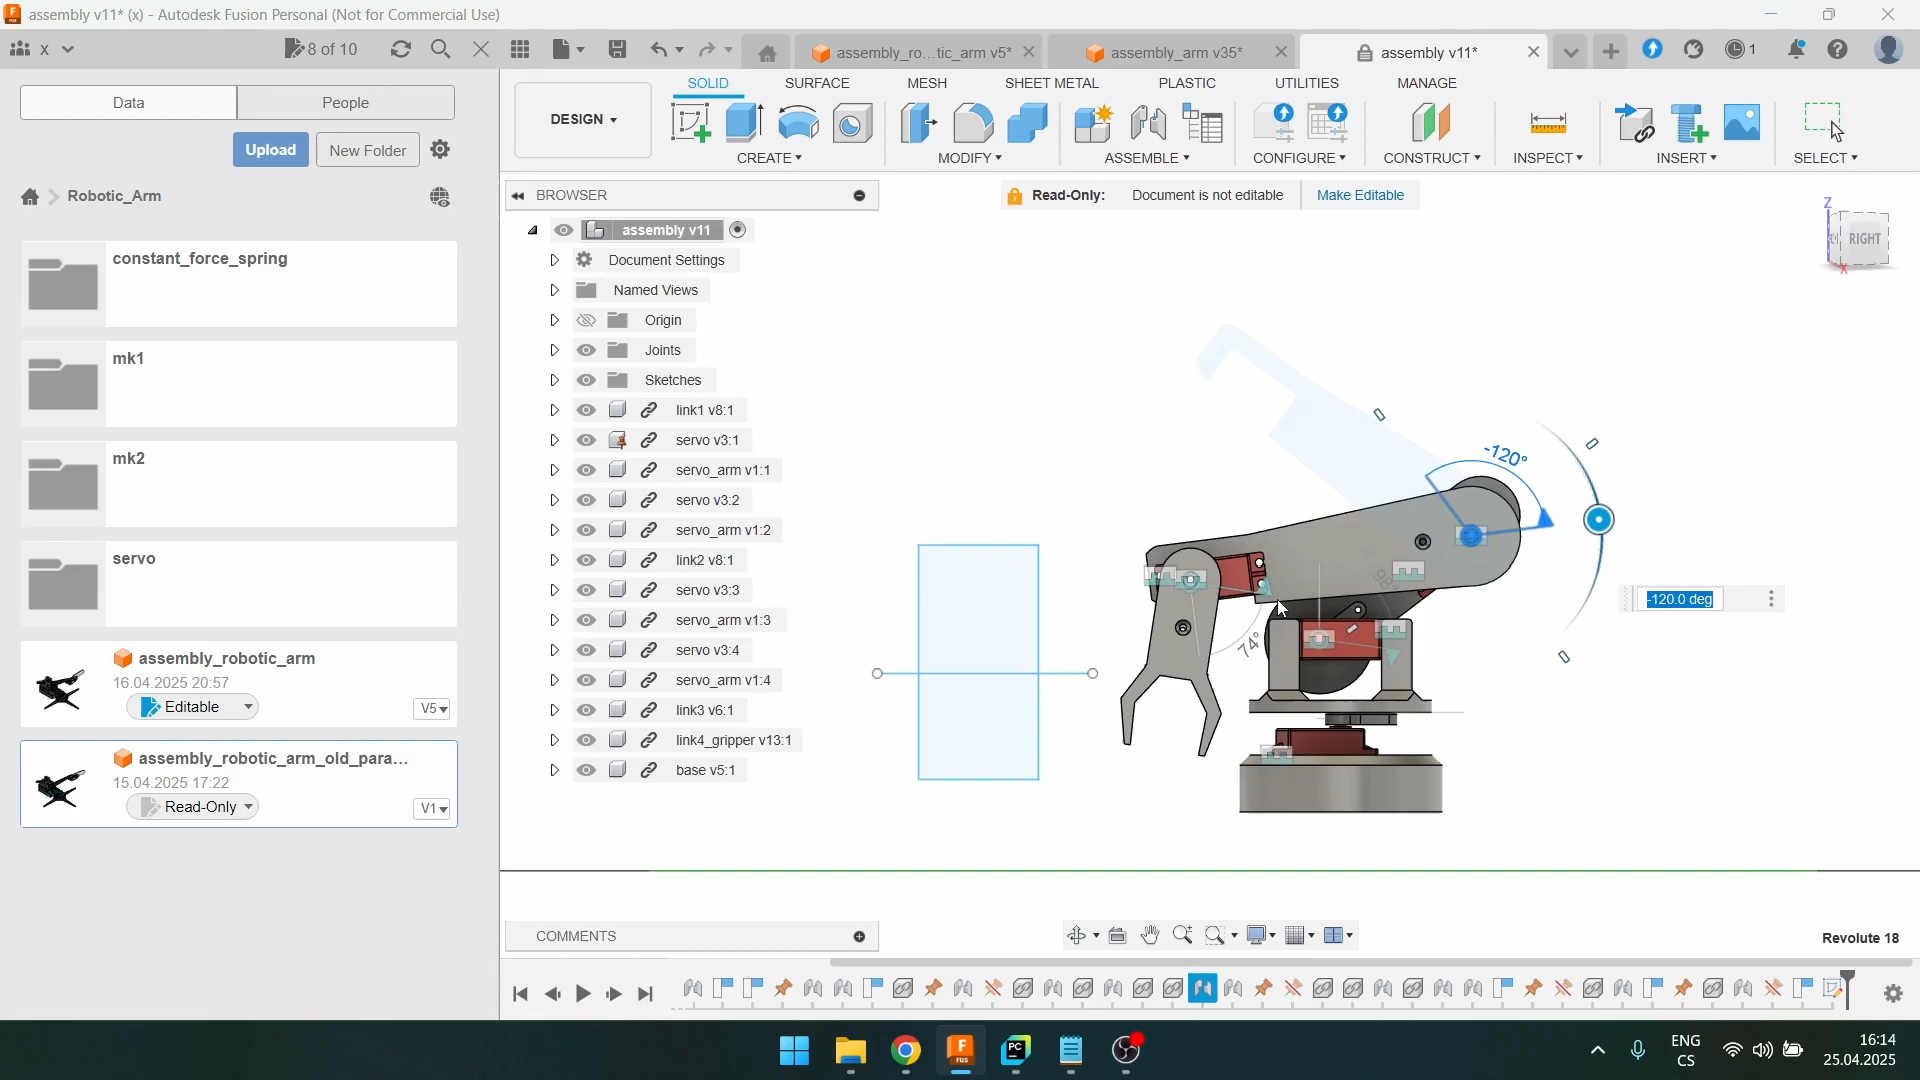 assembly v11* (x) - Autodesk Fusion Personal (Not for Commercial Use)
x
8 of 10
assembly_ro...tic_arm v5*
assembly_arm v35*
assembly v11*
1
Data
People
Upload
New Folder
Robotic_Arm
constant_force_spring
mk1
mk2
servo
assembly_robotic_arm
16.04.2025 20:57
Editable
V5
assembly_robotic_arm_old_para...
15.04.2025 17:22
Read-Only
V1
DESIGN
SOLID
SURFACE
MESH
SHEET METAL
PLASTIC
UTILITIES
MANAGE
CREATE
MODIFY
ASSEMBLE
CONFIGURE
CONSTRUCT
INSPECT
INSERT
SELECT
BROWSER
Read-Only: Document is not editable
Make Editable
assembly v11
Document Settings
Named Views
Origin
Joints
Sketches
link1 v8:1
servo v3:1
servo_arm v1:1
servo v3:2
servo_arm v1:2
link2 v8:1
servo v3:3
servo_arm v1:3
servo v3:4
servo_arm v1:4
link3 v6:1
link4_gripper v13:1
base v5:1
Z
RIGHT
X
-120°
98°
74°
-120.0 deg
COMMENTS
Revolute 18
F
FUS
PC
ENG
CS
16:14
25.04.2025